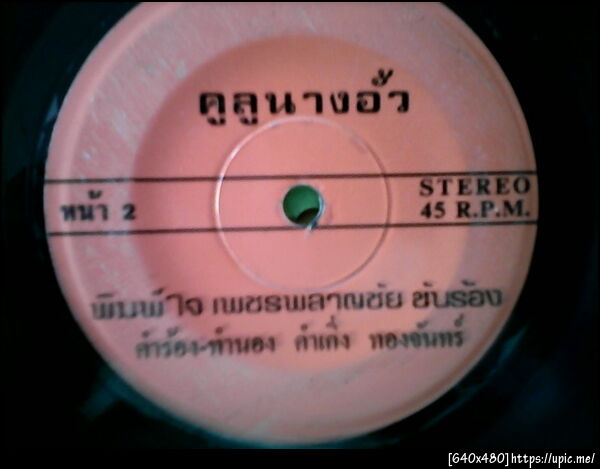 คูลูนางอั้ว
STEREO
หน้า 2
45 R.P.M.
พิมพ์ใจ เพชรพลาญชัย ขับร้อง
คำร้อง-ทำนอง คำเกิ่ง ทองจันทร์
[640x480]https://upic.me/